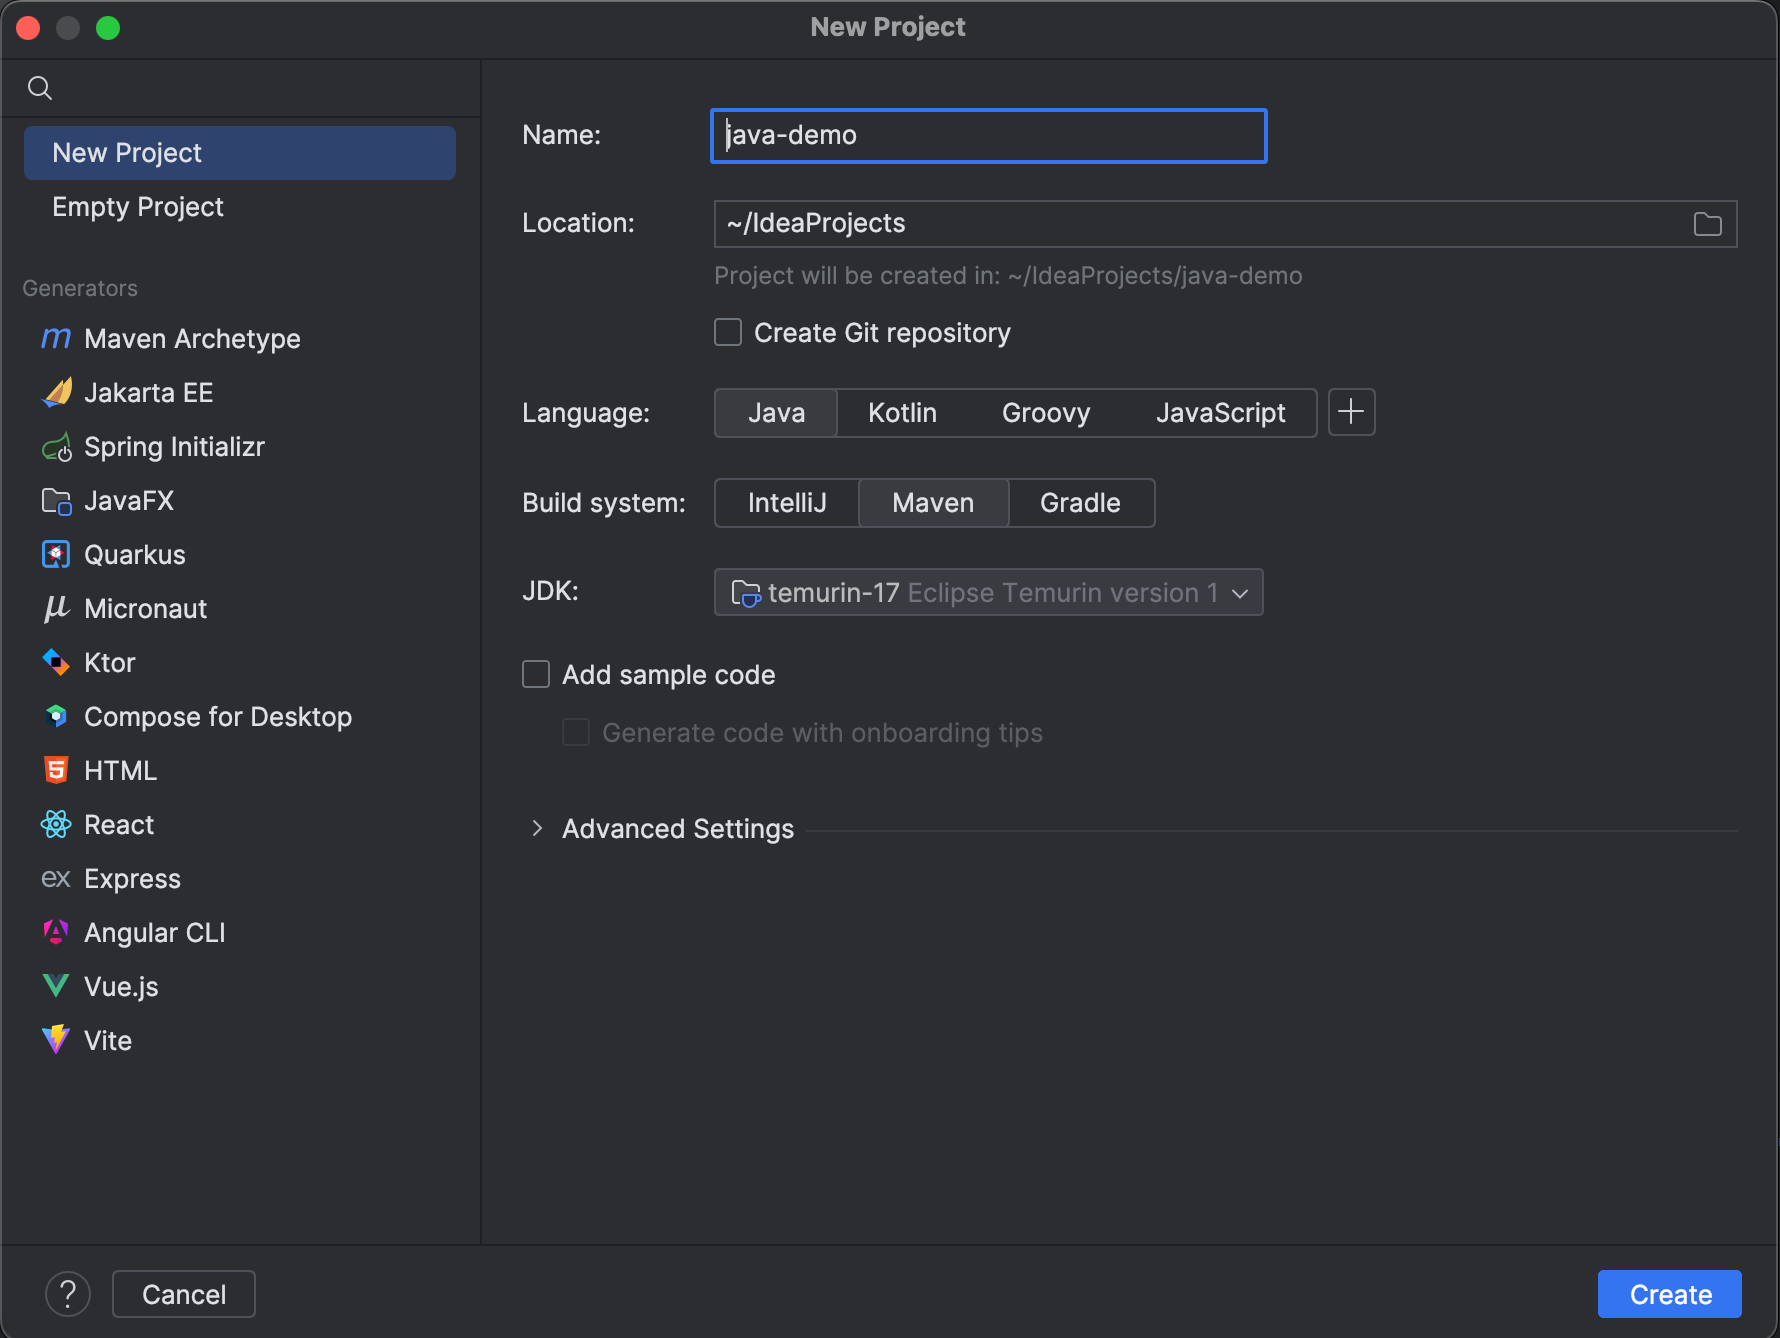 New Project
New Project
Empty Project
Generators
Maven Archetype
Jakarta EE
Spring Initializr
JavaFX
Quarkus
Micronaut
Ktor
Compose for Desktop
HTML
React
ex Express
Angular CLI
Vue.js
Vite
Name: java-demo
Location: ~/IdeaProjects
Project will be created in: ~/IdeaProjects/java-demo
Create Git repository
Language: Java Kotlin Groovy JavaScript
Build system: IntelliJ Maven Gradle
JDK: temurin-17 Eclipse Temurin version 1
Add sample code
Generate code with onboarding tips
Advanced Settings
? Cancel Create